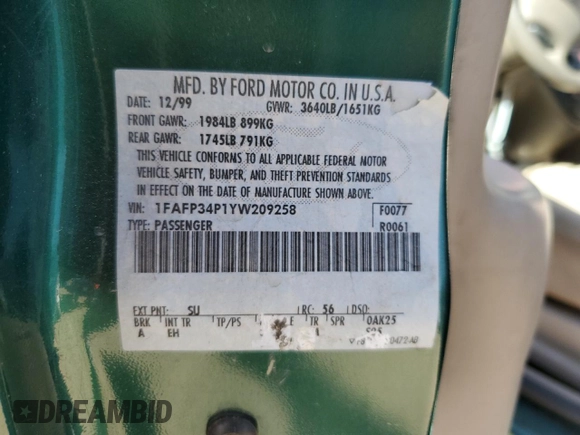 MFD. BY FORD MOTOR CO. IN U.S.A.
DATE: 12/99 GVWR: 3640LB/1651KG
FRONT GAWR: 1984LB 899KG
REAR GAWR: 1745LB 791KG
THIS VEHICLE CONFORMS TO ALL APPLICABLE FEDERAL MOTOR
VEHICLE SAFETY, BUMPER, AND THEFT PREVENTION STANDARDS
IN EFFECT ON THE DATE OF MANUFACTURE SHOWN ABOVE.
VIN: 1FAFP34P1YW209258 F0077
TYPE: PASSENGER R0061
EXT PNT: SU RC: 56 DSO:
BRK INT TR TP/PS TR SPR 0AK25
A EH
DREAMBID